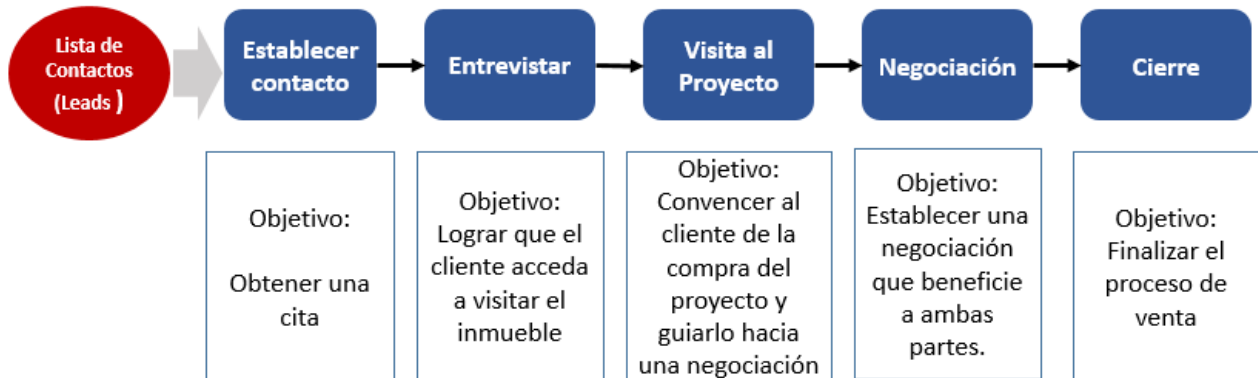 Lista de
Contactos
(Leads )
Establecer
contacto
Entrevistar
Visita al
Proyecto
Negociación
Cierre
Objetivo:
Obtener una
cita
Objetivo:
Lograr que el
cliente acceda
a visitar el
inmueble
Objetivo:
Convencer al
cliente de la
compra del
proyecto y
guiarlo hacia
una negociación
Objetivo:
Establecer una
negociación
que beneficie
a ambas
partes.
Objetivo:
Finalizar el
proceso de
venta